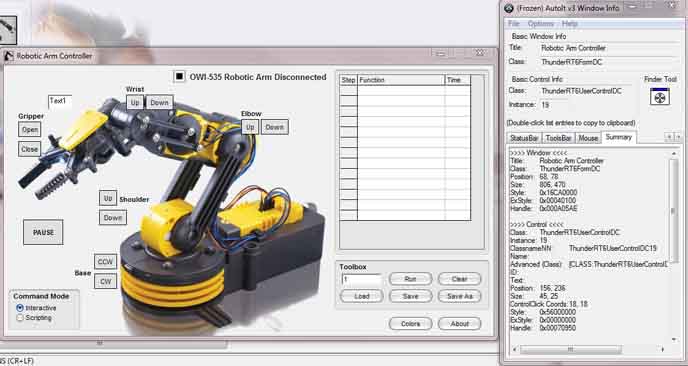 Robotic Arm Controller
OWI-535 Robotic Arm Disconnected
Text1
Wrist
Up Down
Gripper
Open
Close
Elbow
Up Down
Up Shoulder
Down
PAUSE
CCW
Base
CW
Command Mode
Interactive
Scripting
Step Function Time
Toolbox
1 Run Clear
Load Save Save As
Colors About
NS (CR+LF)
(Frozen) AutoIt v3 Window Info
File Options Help
Basic Window Info
Title: Robotic Arm Controller
Class: ThunderRT6FormDC
Basic Control Info
Class: ThunderRT6UserControlDC
Instance: 19
Finder Tool
(Double-click list entries to copy to clipboard)
StatusBar ToolsBar Mouse Summary
>>>> Window <<<<
Title: Robotic Arm Controller
Class: ThunderRT6FormDC
Position: 68, 78
Size: 806, 470
Style: 0x16CA0000
ExStyle: 0x00040100
Handle: 0x000A05AE
>>>> Control <<<<
Class: ThunderRT6UserControlDC
Instance: 19
ClassnameNN: ThunderRT6UserControlDC19
Name:
Advanced (Class): [CLASS:ThunderRT6UserControlD
ID:
Text:
Position: 156, 236
Size: 45, 25
ControlClick Coords: 18, 18
Style: 0x56000000
ExStyle: 0x00000000
Handle: 0x00070950